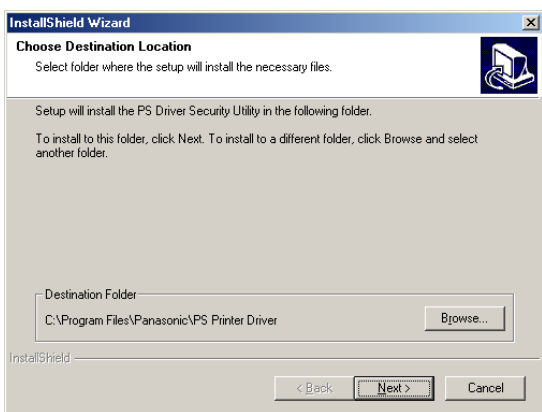 InstallShield Wizard
Choose Destination Location
Select folder where the setup will install the necessary files.
Setup will install the PS Driver Security Utility in the following folder.
To install to this folder, click Next. To install to a different folder, click Browse and select
another folder.
Destination Folder
C:\Program Files\Panasonic\PS Printer Driver
Browse...
InstallShield
< Back
Next >
Cancel